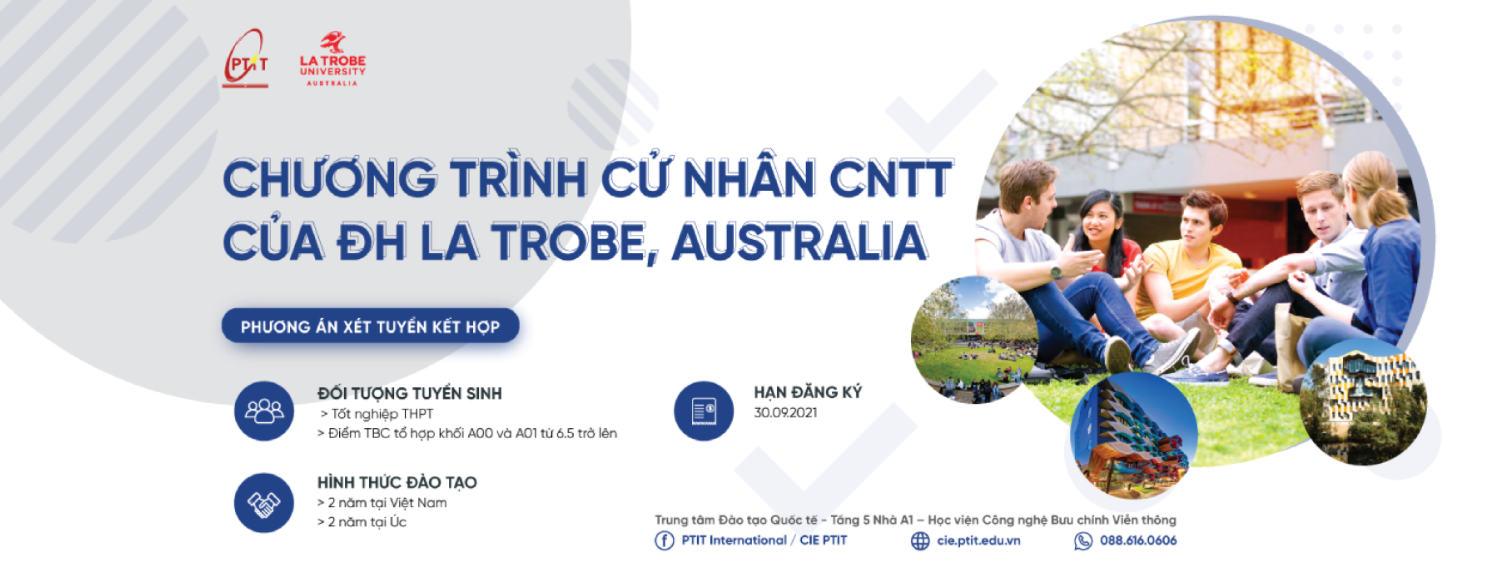 PTIT
LA TROBE
UNIVERSITY
AUSTRALIA
CHƯƠNG TRÌNH CỬ NHÂN CNTT
CỦA ĐH LA TROBE, AUSTRALIA
PHƯƠNG ÁN XÉT TUYỂN KẾT HỢP
ĐỐI TƯỢNG TUYỂN SINH
> Tốt nghiệp THPT
> Điểm TBC tổ hợp khối A00 và A01 từ 6.5 trở lên
HẠN ĐĂNG KÝ
30.09.2021
HÌNH THỨC ĐÀO TẠO
> 2 năm tại Việt Nam
> 2 năm tại Úc
Trung tâm Đào tạo Quốc tế - Tầng 5 Nhà A1 – Học viện Công nghệ Bưu chính Viễn thông
PTIT International / CIE PTIT cie.ptit.edu.vn 088.616.0606